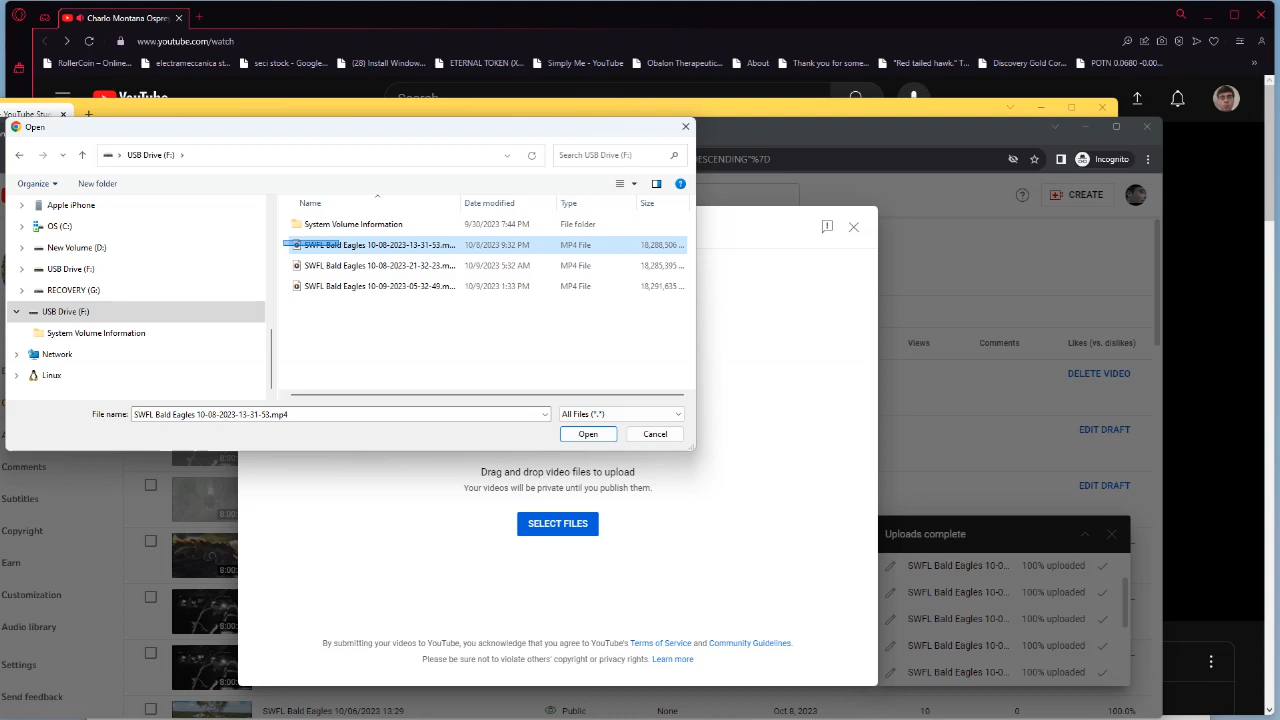 Charlo Montana Ospre
www.youtube.com/watch
RollerCoin – Online...
electrameccanica st...
seci stock - Google...
(28) Install Window...
ETERNAL TOKEN (X...
Simply Me - YouTube
Obalon Therapeutic...
About
Thank you for some...
"Red tailed hawk." T...
Discovery Gold Cor...
POTN 0.0680 -0.00...
»
YouTube
Search
YouTube Stud
Open
USB Drive (F:)
Search USB Drive (F:)
DESCENDING"%7D
Incognito
Organize
New folder
CREATE
Name
Date modified
Type
Size
Apple iPhone
OS (C:)
New Volume (D:)
USB Drive (F:)
RECOVERY (G:)
USB Drive (F:)
System Volume Information
Network
Linux
System Volume Information
9/30/2023 7:44 PM
File folder
SWFL Bald Eagles 10-08-2023-13-31-53.m...
10/8/2023 9:32 PM
MP4 File
18,288,506 ...
SWFL Bald Eagles 10-08-2023-21-32-23.m...
10/9/2023 5:32 AM
MP4 File
18,285,395 ...
SWFL Bald Eagles 10-09-2023-05-32-49.m...
10/9/2023 1:33 PM
MP4 File
18,291,635 ...
File name:
SWFL Bald Eagles 10-08-2023-13-31-53.mp4
All Files (*.*)
Open
Cancel
Views
Comments
Likes (vs. dislikes)
DELETE VIDEO
EDIT DRAFT
EDIT DRAFT
Drag and drop video files to upload
Your videos will be private until you publish them.
SELECT FILES
By submitting your videos to YouTube, you acknowledge that you agree to YouTube's Terms of Service and Community Guidelines.
Please be sure not to violate others' copyright or privacy rights. Learn more
Comments
Subtitles
Copyright
Earn
Customization
Audio library
Settings
Send feedback
8:00:
8:00:
8:00:
8:00:
Uploads complete
SWFL Bald Eagles 10-0... 100% uploaded
SWFL Bald Eagles 10-0... 100% uploaded
SWFL Bald Eagles 10-0... 100% uploaded
SWFL Bald Eagles 10-0... 100% uploaded
SWFL Bald Eagles 10-0... 100% uploaded
SWFL Bald Eagles 10/06/2023 13:29
Public
None
Oct 8, 2023
10
0
100.0%